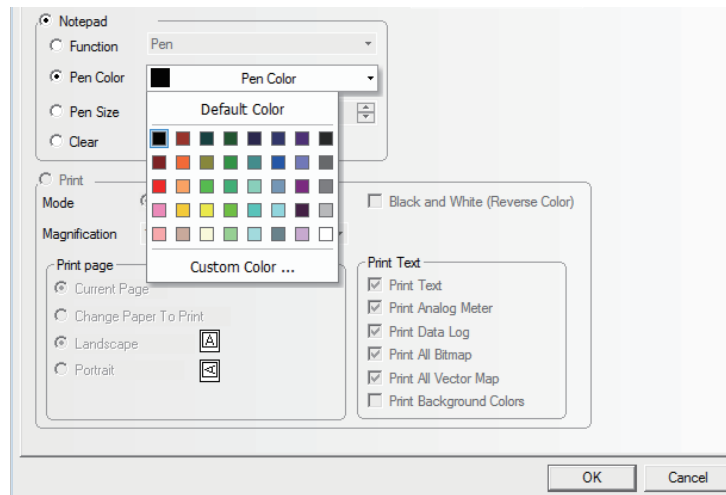 Notepad
Function Pen
Pen Color Pen Color
Pen Size Default Color
Clear
Print
Mode Black and White (Reverse Color)
Magnification
Print page Custom Color ... Print Text
Current Page Print Text
Change Paper To Print Print Analog Meter
Landscape A Print Data Log
Portrait A Print All Bitmap
Print All Vector Map
Print Background Colors
OK Cancel